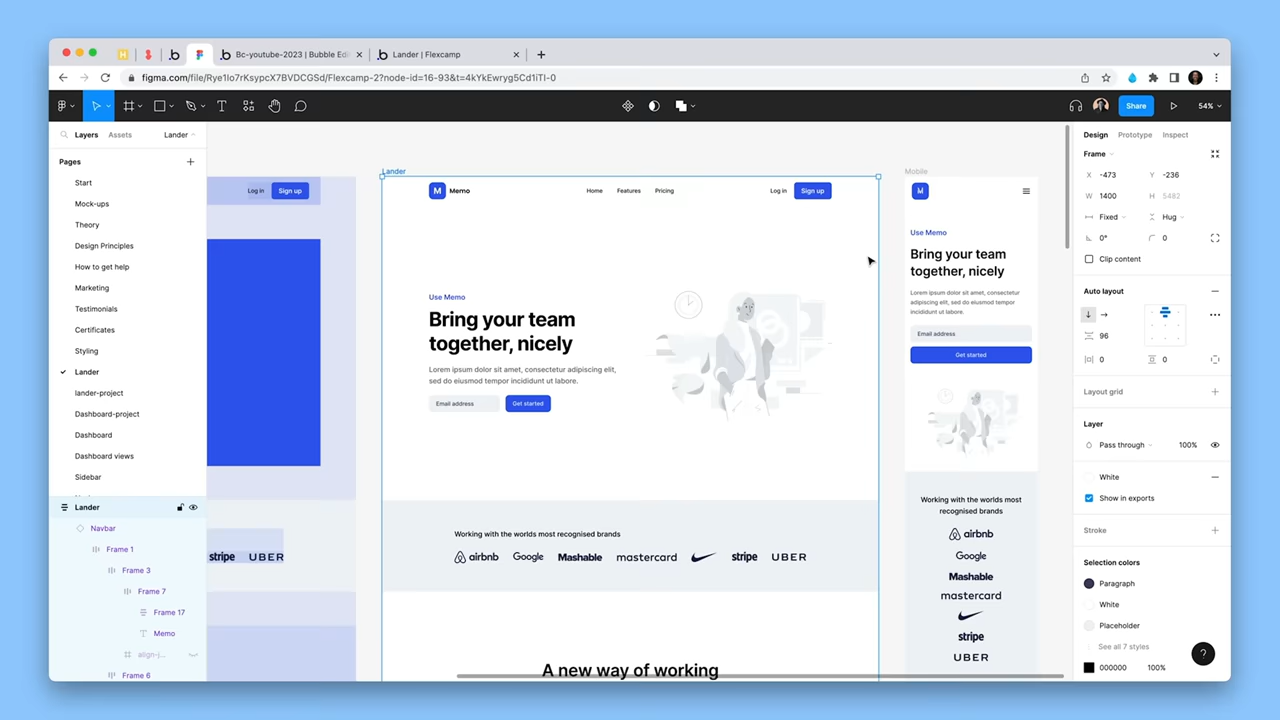 Bc-youtube-2023 | Bubble Edi
Lander | Flexcamp
figma.com/file/Rye1Io7rKsypcX7BVDCGSd/Flexcamp-2?node-id=16-93&t=4kYkEwryg5Cd1iTI-0
Share
54%
Layers
Assets
Lander
Pages
Start
Mock-ups
Theory
Design Principles
How to get help
Marketing
Testimonials
Certificates
Styling
Lander
lander-project
Dashboard-project
Dashboard
Dashboard views
Sidebar
Lander
Navbar
Frame 1
Frame 3
Frame 7
Frame 17
Memo
align-j...
Frame 6
Log in
Sign up
stripe
UBER
Lander
M
Memo
Home
Features
Pricing
Log in
Sign up
Use Memo
Bring your team
together, nicely
Lorem ipsum dolor sit amet, consectetur adipiscing elit,
sed do eiusmod tempor incididunt ut labore.
Email address
Get started
Working with the worlds most recognised brands
airbnb
Google
Mashable
mastercard
stripe
UBER
A new way of working
Mobile
M
Use Memo
Bring your team
together, nicely
Lorem ipsum dolor sit amet, consectetur
adipiscing elit, sed do eiusmod tempor
incididunt ut labore.
Email address
Get started
Working with the worlds most
recognised brands
airbnb
Google
Mashable
mastercard
stripe
UBER
Design
Prototype
Inspect
Frame
X -473
Y -236
W 1400
H 5482
Fixed
Hug
0°
0
Clip content
Auto layout
96
0
0
Layout grid
Layer
Pass through
100%
White
Show in exports
Stroke
Selection colors
Paragraph
White
Placeholder
See all 7 styles
000000
100%
?